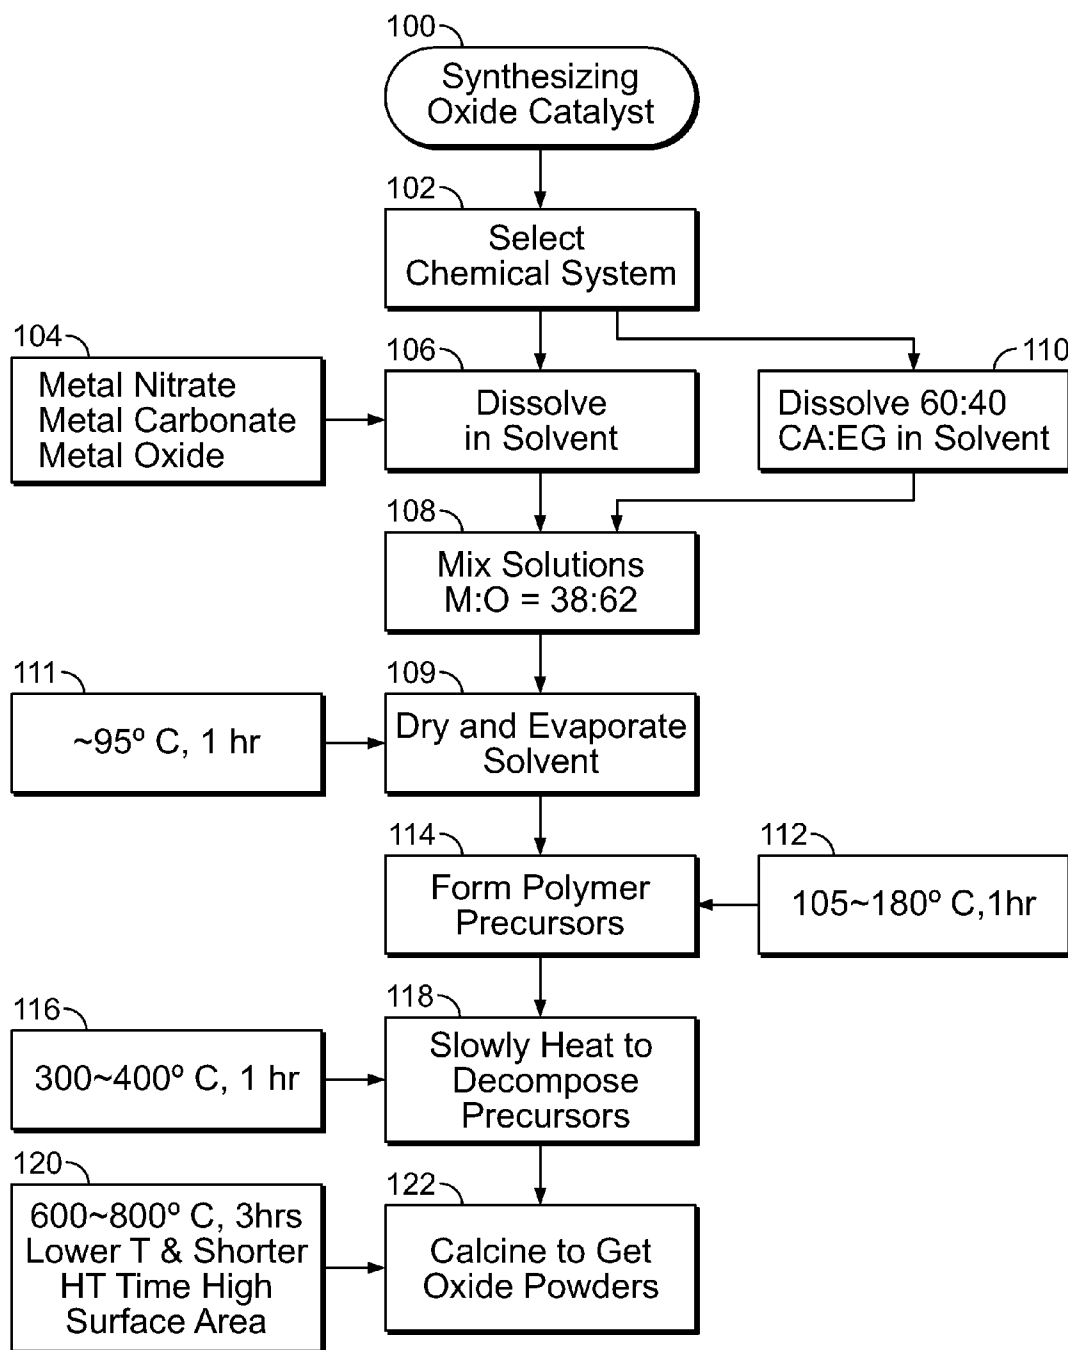 100
Synthesizing
Oxide Catalyst
102
Select
Chemical System
104
Metal Nitrate
Metal Carbonate
Metal Oxide
106
Dissolve
in Solvent
110
Dissolve 60:40
CA:EG in Solvent
108
Mix Solutions
M:O = 38:62
111
~95º C, 1 hr
109
Dry and Evaporate
Solvent
114
Form Polymer
Precursors
112
105~180º C,1hr
116
300~400º C, 1 hr
118
Slowly Heat to
Decompose
Precursors
120
600~800º C, 3hrs
Lower T & Shorter
HT Time High
Surface Area
122
Calcine to Get
Oxide Powders